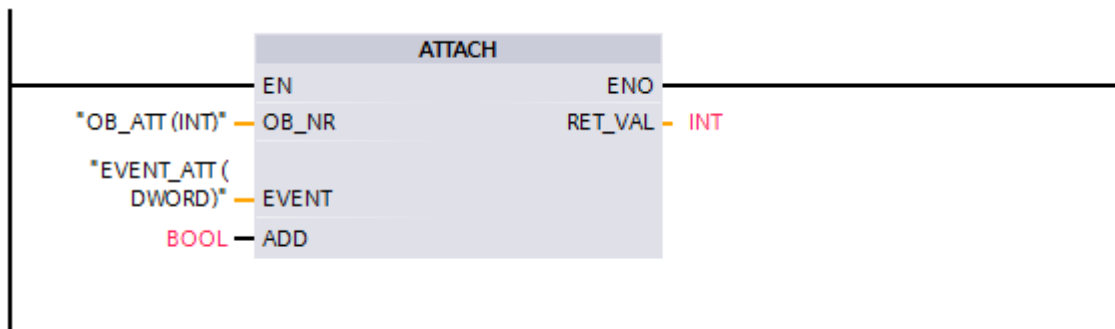 ATTACH
EN ENO
"OB_ATT (INT)" OB_NR RET_VAL INT
"EVENT_ATT (
DWORD)" EVENT
BOOL ADD